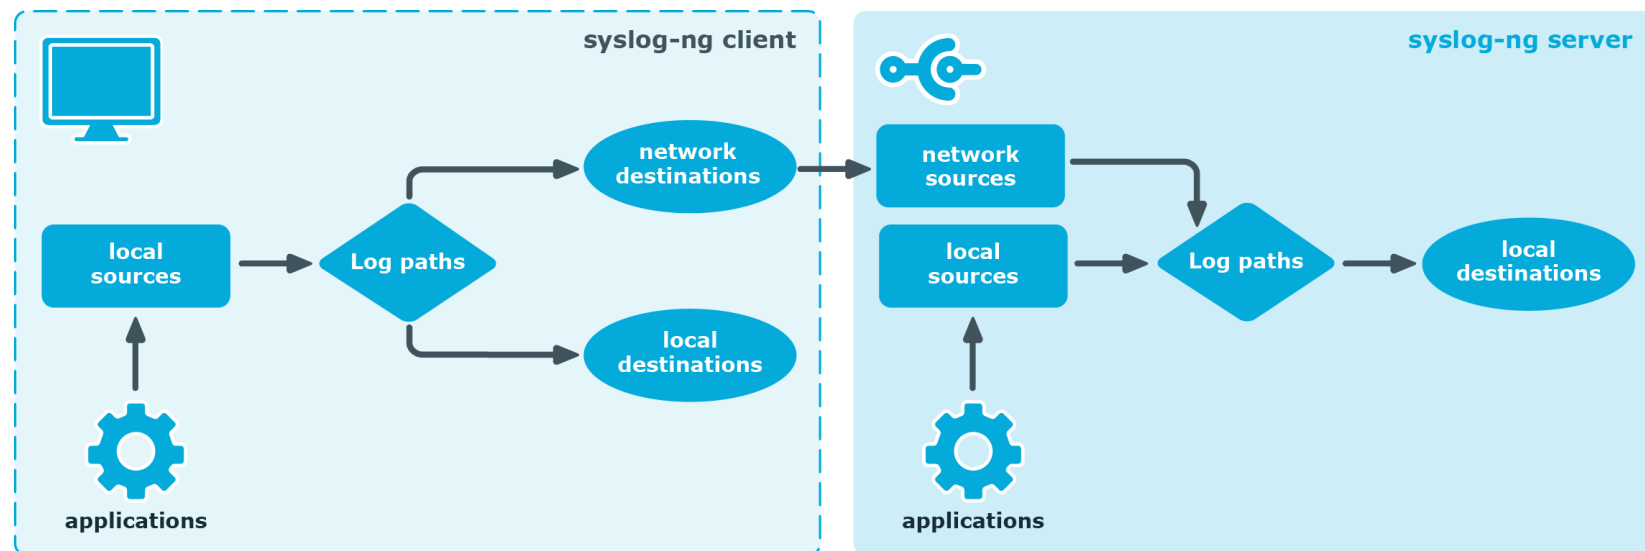 syslog-ng client
network
destinations
local
sources
Log paths
local
destinations
applications
syslog-ng server
network
sources
local
sources
Log paths
local
destinations
applications